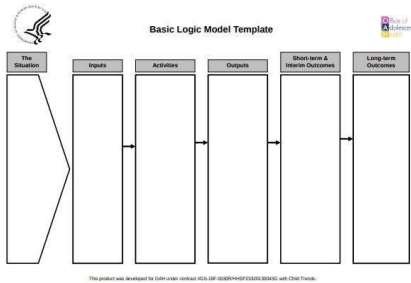 Basic Logic Model Template
Office of
Adolescent
Health
The
Situation
Inputs
Activities
Outputs
Short-term &
Interim Outcomes
Long-term
Outcomes
This product was developed for OAH under contract with Child Trends.